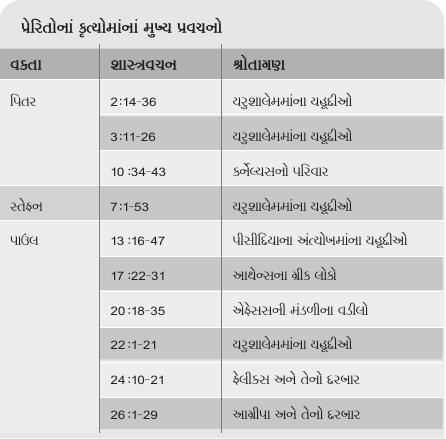 પ્રેરિતોનાં કૃત્યોમાંનાં મુખ્ય પ્રવચનો
વક્તા શાસ્ત્રવચન શ્રોતાગણ
પિતર 2:14-36 યરુશાલેમમાંના યહૂદીઓ
3:11-26 યરુશાલેમમાંના યહૂદીઓ
10:34-43 કર્નેલ્યસનો પરિવાર
સ્તેફન 7:1-53 યરુશાલેમમાંના યહૂદીઓ
પાઉલ 13:16-47 પીસીદિયાના અંત્યોખમાંના યહૂદીઓ
17:22-31 આથેન્સના ગ્રીક લોકો
20:18-35 એફેસસની મંડળીના વડીલો
22:1-21 યરુશાલેમમાંના યહૂદીઓ
24:10-21 ફેલીક્સ અને તેનો દરબાર
26:1-29 આગ્રીપા અને તેનો દરબાર